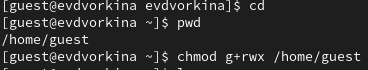 [guest@evdvorkina evdvorkina]$ cd
[guest@evdvorkina ~]$ pwd
/home/guest
[guest@evdvorkina ~]$ chmod g+rwx /home/guest